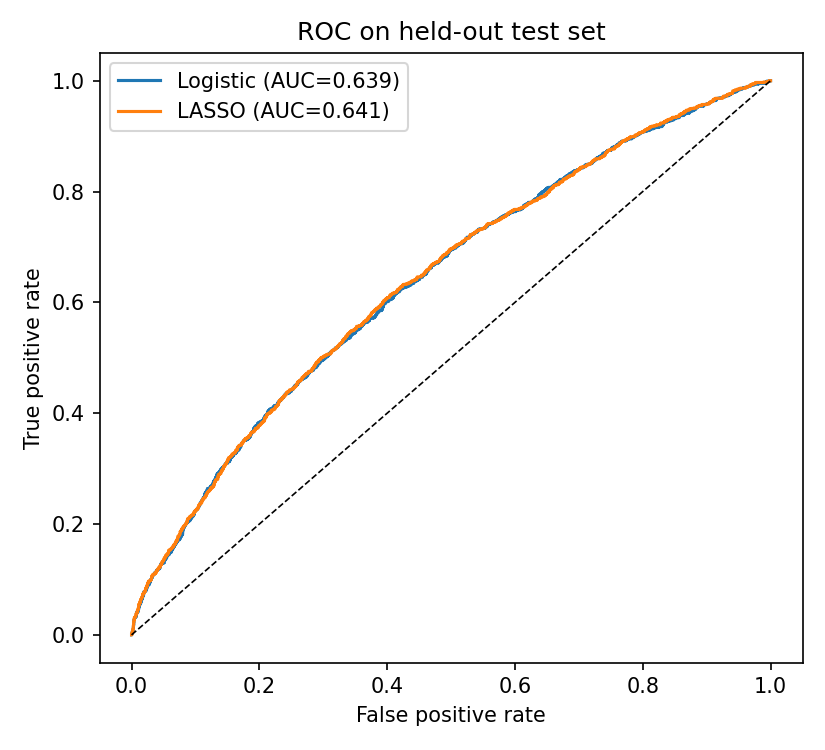 ROC on held-out test set
Logistic (AUC=0.639)
LASSO (AUC=0.641)
True positive rate
1.0
0.8
0.6
0.4
0.2
0.0
0.0 0.2 0.4 0.6 0.8 1.0
False positive rate